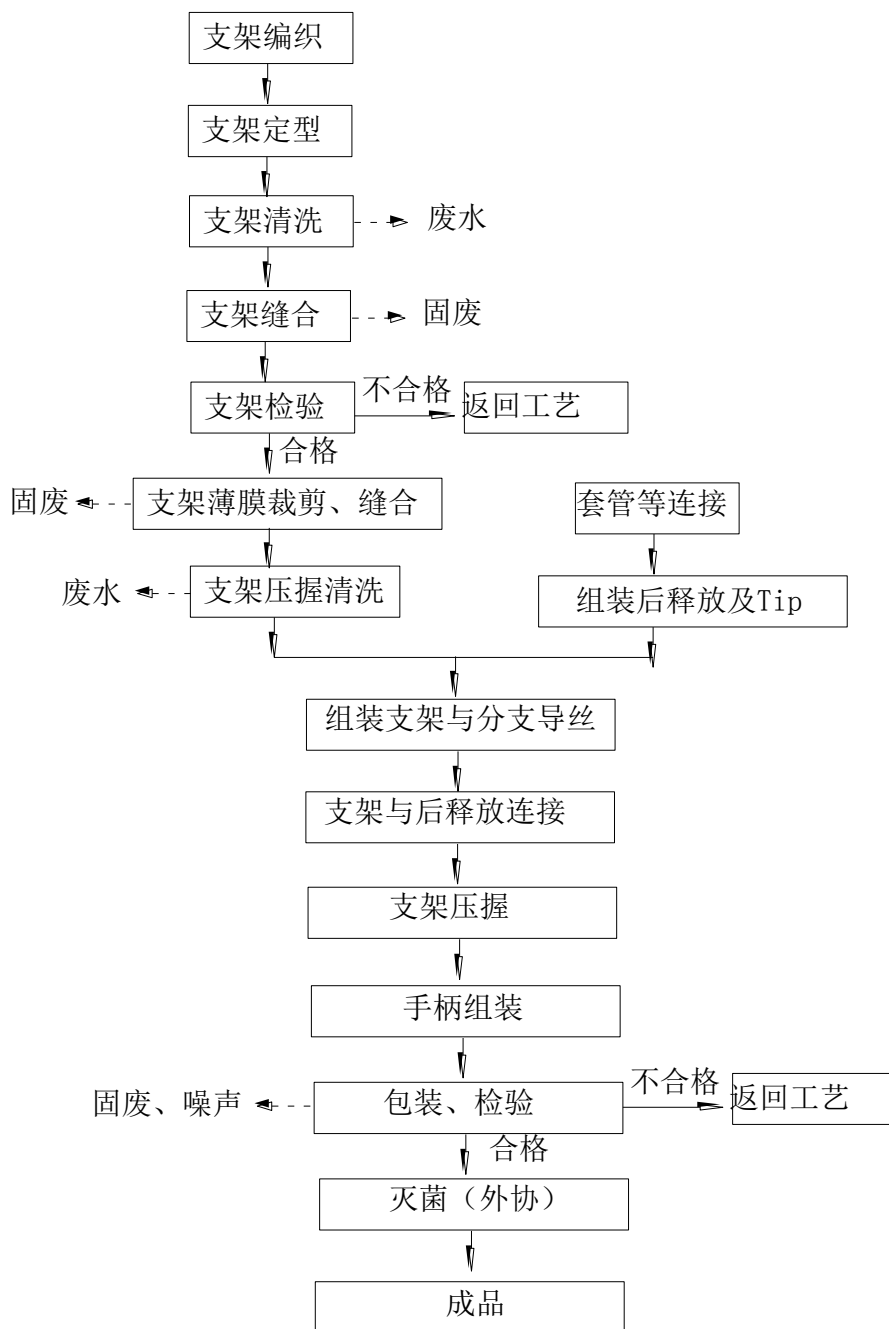 支架编织
支架定型
支架清洗
废水
支架缝合
固废
支架检验
不合格
返回工艺
合格
固废
支架薄膜裁剪、缝合
套管等连接
废水
支架压握清洗
组装后释放及Tip
组装支架与分支导丝
支架与后释放连接
支架压握
手柄组装
固废、噪声
包装、检验
不合格
返回工艺
合格
灭菌（外协）
成品